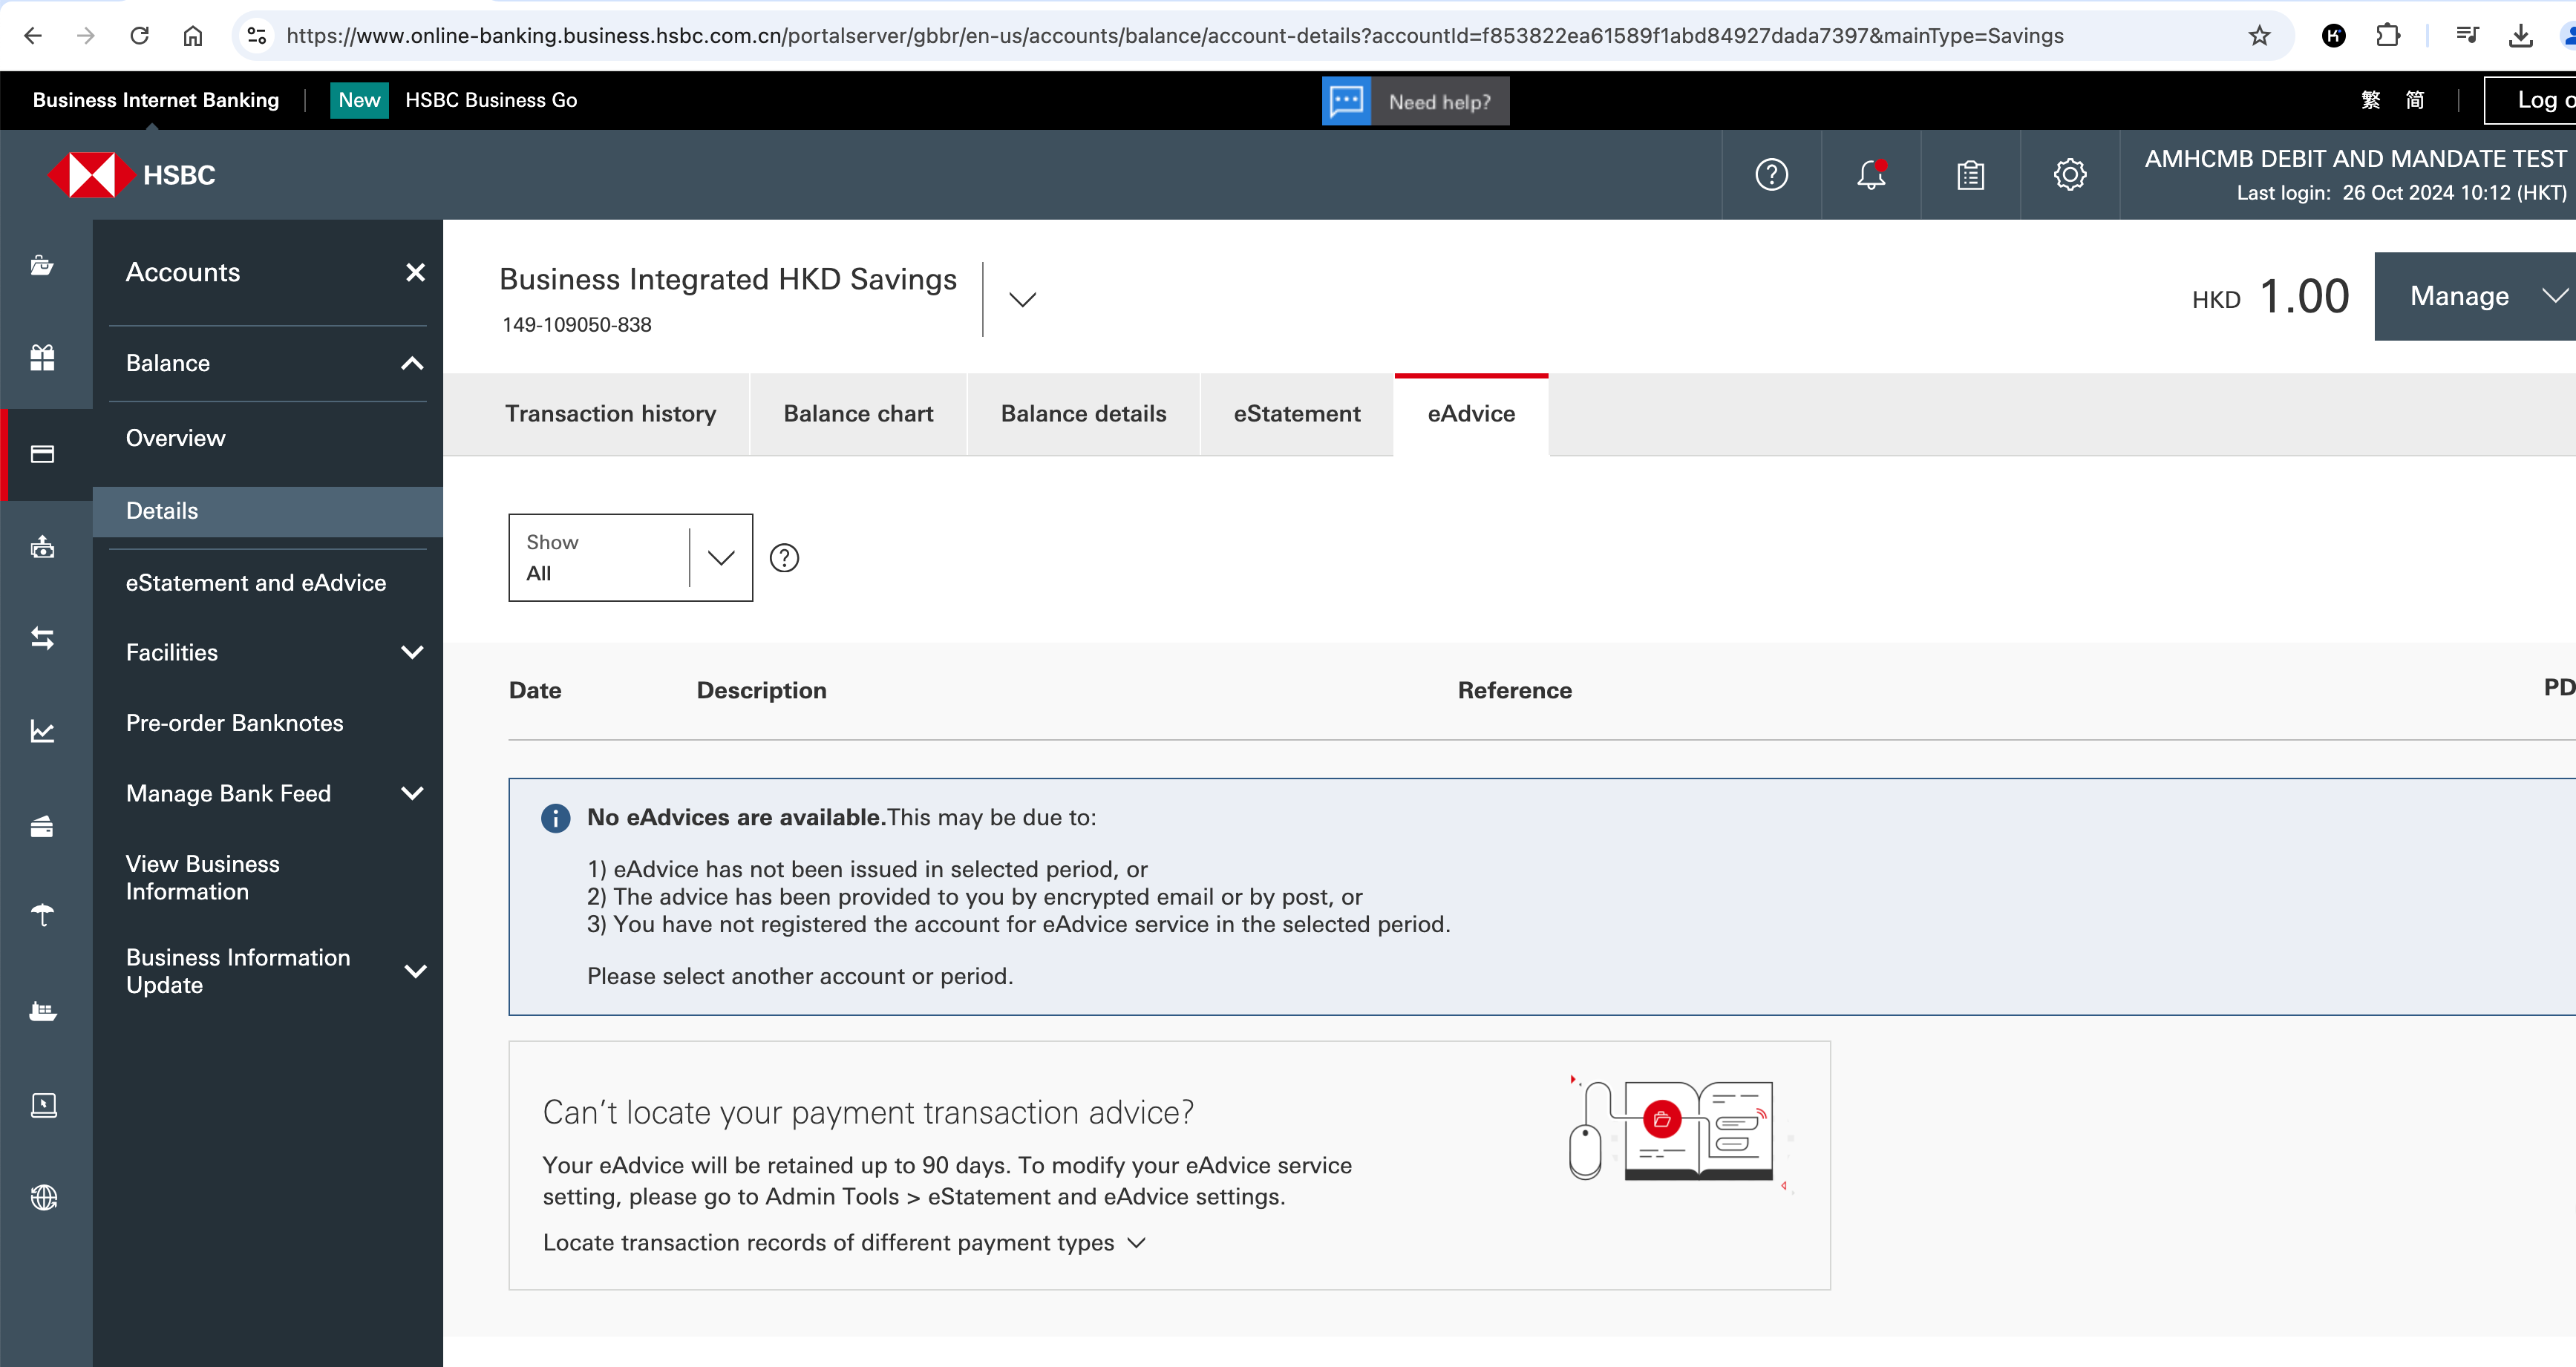 https://www.online-banking.business.hsbc.com.cn/portalserver/gbbr/en-us/accounts/balance/account-details?accountId=f853822ea61589f1abd84927dada7397&mainType=Savings
Business Internet Banking New HSBC Business Go Need help? 繁 简 Log o
HSBC
AMHCMB DEBIT AND MANDATE TEST
Last login: 26 Oct 2024 10:12 (HKT)
Accounts
Balance
Overview
Details
eStatement and eAdvice
Facilities
Pre-order Banknotes
Manage Bank Feed
View Business
Information
Business Information
Update
Business Integrated HKD Savings
149-109050-838
HKD 1.00
Manage
Transaction history Balance chart Balance details eStatement eAdvice
Show
All
Date Description Reference PD
No eAdvices are available.This may be due to:
1) eAdvice has not been issued in selected period, or
2) The advice has been provided to you by encrypted email or by post, or
3) You have not registered the account for eAdvice service in the selected period.
Please select another account or period.
Can't locate your payment transaction advice?
Your eAdvice will be retained up to 90 days. To modify your eAdvice service
setting, please go to Admin Tools > eStatement and eAdvice settings.
Locate transaction records of different payment types